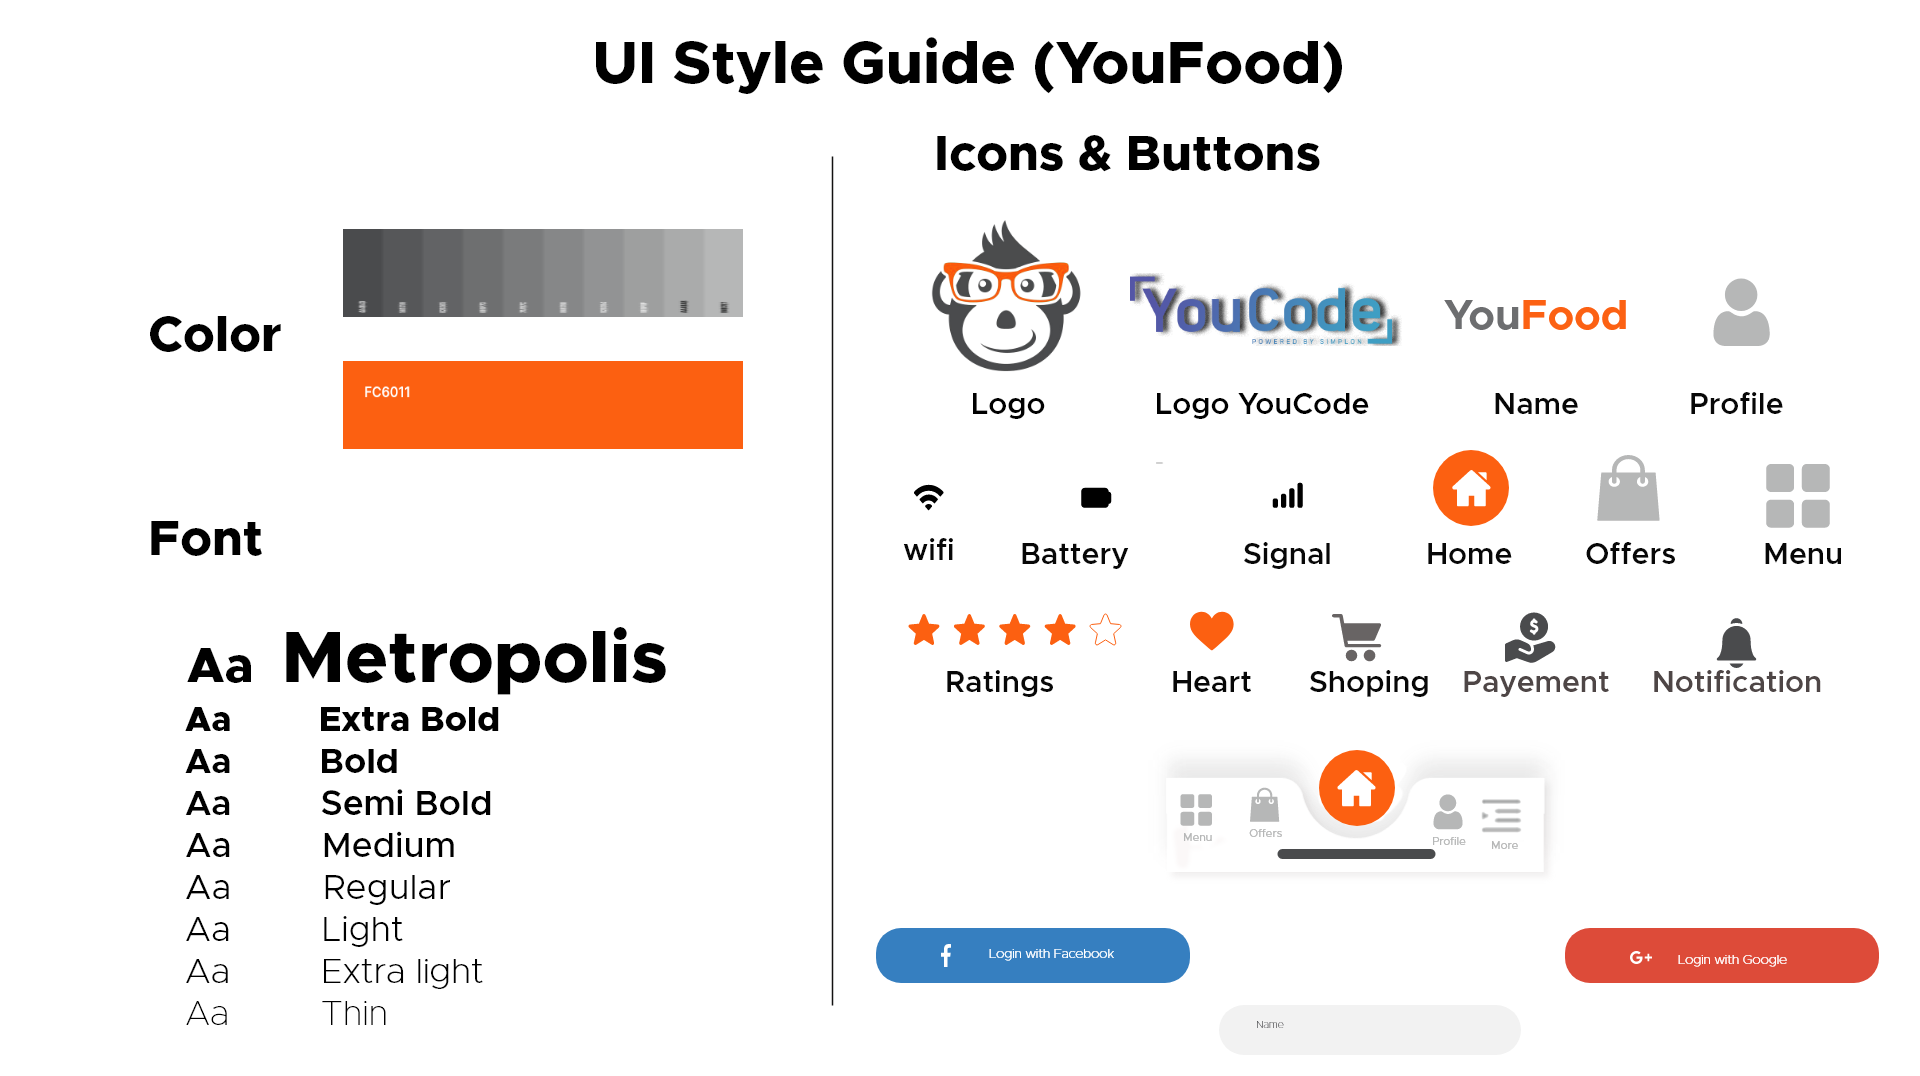 UI Style Guide (YouFood)
Color
FC6011
Font
Aa Metropolis
Aa Extra Bold
Aa Bold
Aa Semi Bold
Aa Medium
Aa Regular
Aa Light
Aa Extra light
Aa Thin
Icons & Buttons
YouCode
POWERED BY SIMPLON
YouFood
Logo
Logo YouCode
Name
Profile
wifi
Battery
Signal
Home
Offers
Menu
$
Ratings
Heart
Shoping
Payement
Notification
Menu
Offers
Profile
More
f Login with Facebook
G+ Login with Google
Name